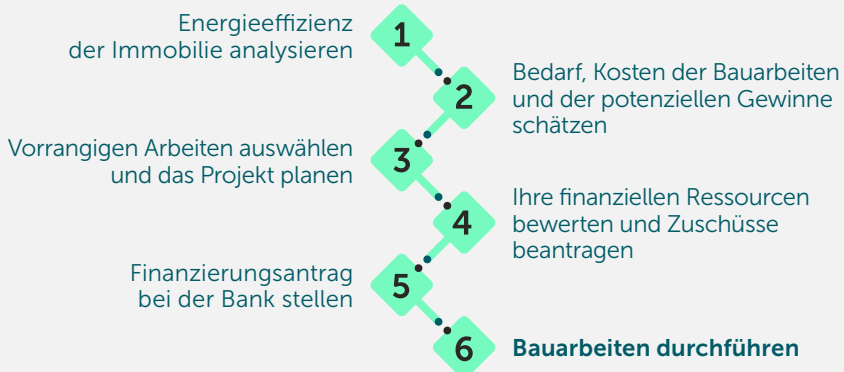 Energieeffizienz
der Immobilie analysieren
1
2
Bedarf, Kosten der Bauarbeiten
und der potenziellen Gewinne
schätzen
Vorrangigen Arbeiten auswählen
und das Projekt planen
3
4
Ihre finanziellen Ressourcen
bewerten und Zuschüsse
beantragen
Finanzierungsantrag
bei der Bank stellen
5
6
Bauarbeiten durchführen